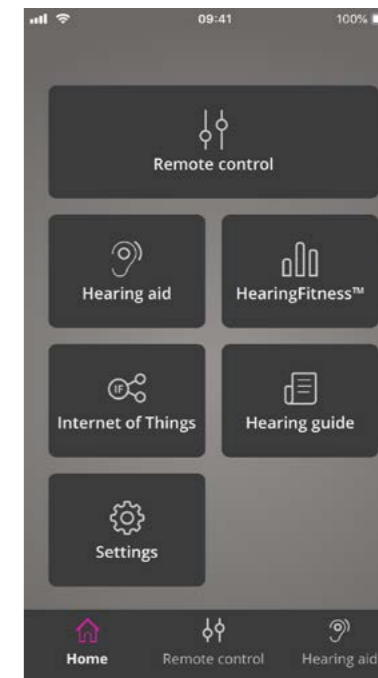 09:41 100%
Remote control
Hearing aid HearingFitness™
IF
Internet of Things Hearing guide
Settings
Home Remote control Hearing aid